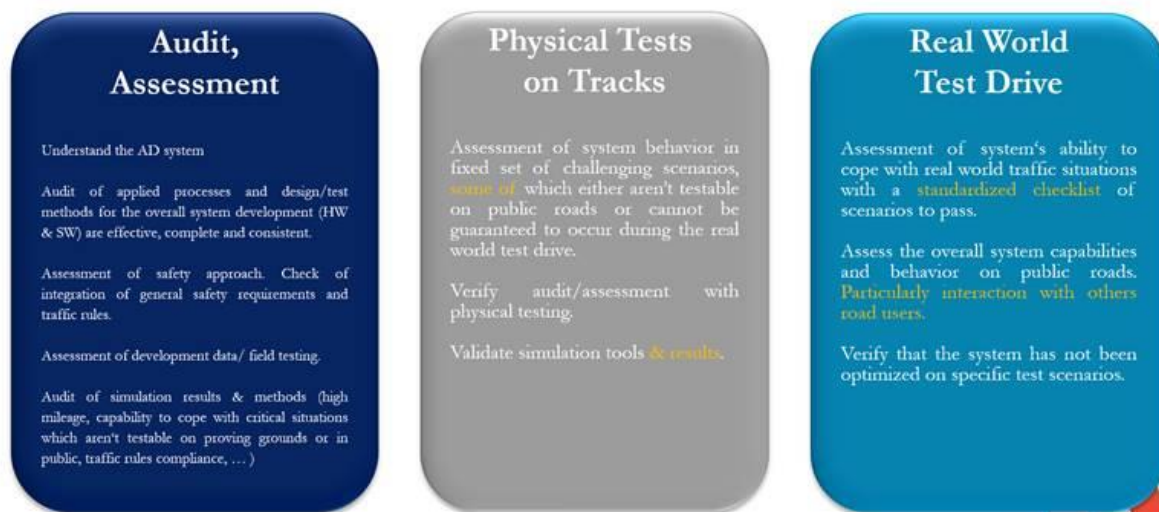 Audit,
Assessment
Understand the AD system
Audit of applied processes and design/test
methods for the overall system development (HW
& SW) are effective, complete and consistent.
Assessment of safety approach. Check of
integration of general safety requirements and
traffic rules.
Assessment of development data/ field testing.
Audit of simulation results & methods (high
mileage, capability to cope with critical situations
which aren't testable on proving grounds or in
public, traffic rules compliance, … )
Physical Tests
on Tracks
Assessment of system behavior in
fixed set of challenging scenarios,
some of which either aren't testable
on public roads or cannot be
guaranteed to occur during the real
world test drive.
Verify audit/assessment with
physical testing.
Validate simulation tools & results.
Real World
Test Drive
Assessment of system's ability to
cope with real world traffic situations
with a standardized checklist of
scenarios to pass.
Assess the overall system capabilities
and behavior on public roads.
Particularly interaction with others
road users.
Verify that the system has not been
optimized on specific test scenarios.